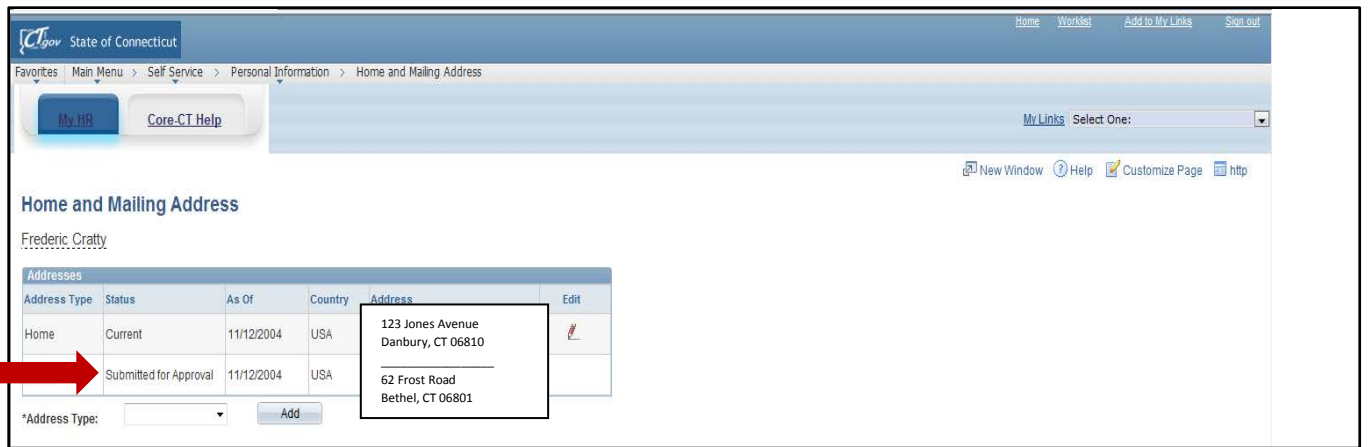 Home Worklist Add to My Links Sign out
CT.gov State of Connecticut
Favorites Main Menu > Self Service > Personal Information > Home and Mailing Address
My HR Core-CT Help
My Links Select One:
New Window Help Customize Page http
Home and Mailing Address
Frederic Cratty
Addresses
Address Type Status As Of Country Address Edit
Home Current 11/12/2004 USA
123 Jones Avenue
Danbury, CT 06810
Submitted for Approval 11/12/2004 USA
62 Frost Road
Bethel, CT 06801
*Address Type: Add